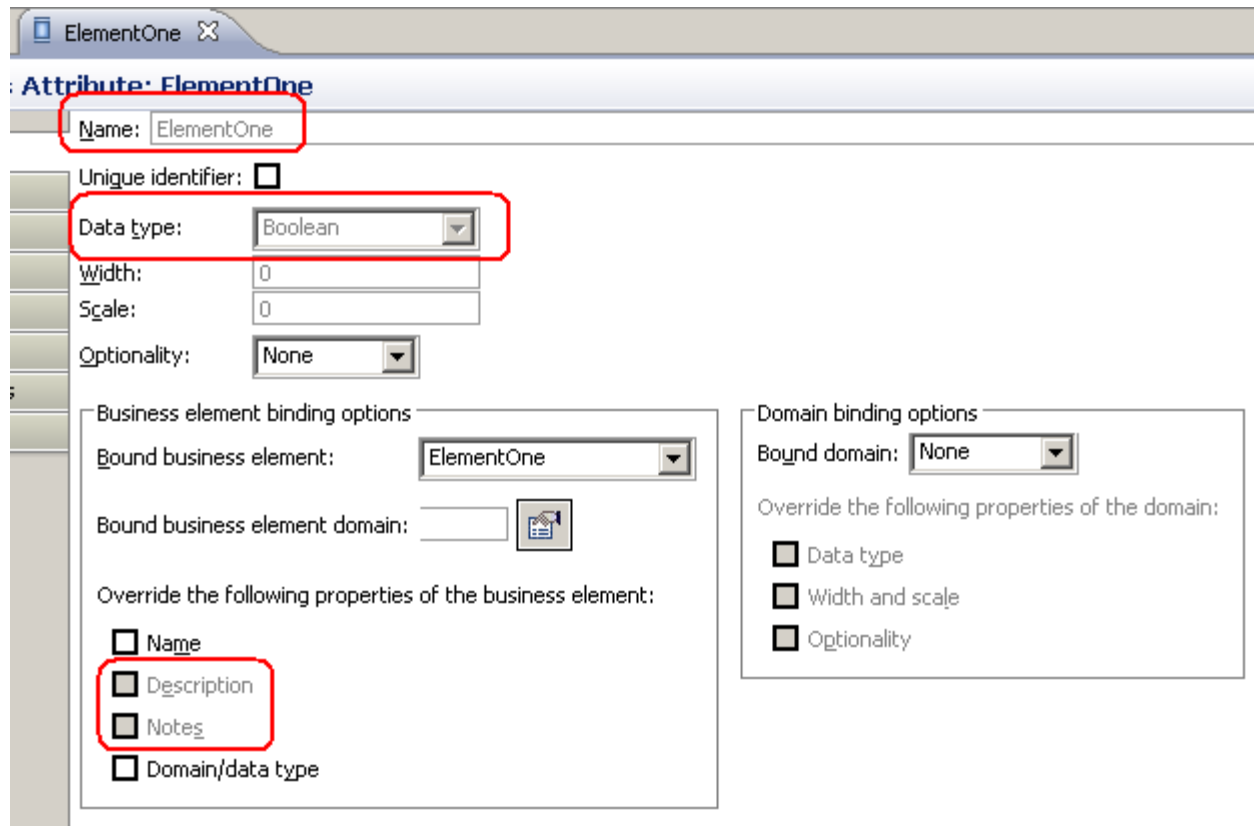 ElementOne
s Attribute: ElementOne
Name: ElementOne
Unique identifier:
Data type: Boolean
Width: 0
Scale: 0
Optionality: None
s
Business element binding options
Bound business element: ElementOne
Bound business element domain:
Override the following properties of the business element:
Name
Description
Notes
Domain/data type
Domain binding options
Bound domain: None
Override the following properties of the domain:
Data type
Width and scale
Optionality